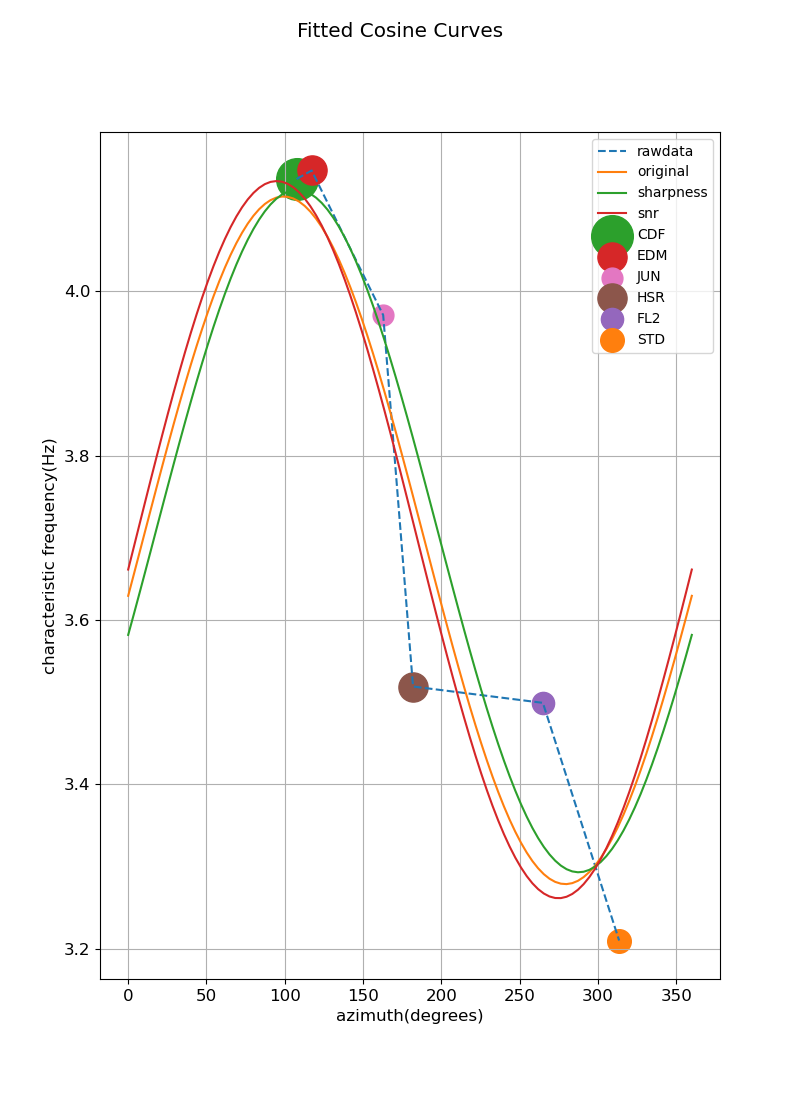 Fitted Cosine Curves
rawdata
original
sharpness
snr
CDF
EDM
JUN
HSR
FL2
STD
4.0
3.8
3.6
3.4
3.2
characteristic frequency(Hz)
0 50 100 150 200 250 300 350
azimuth(degrees)